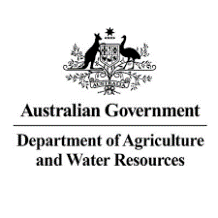 Australian Government
Department of Agriculture
and Water Resources